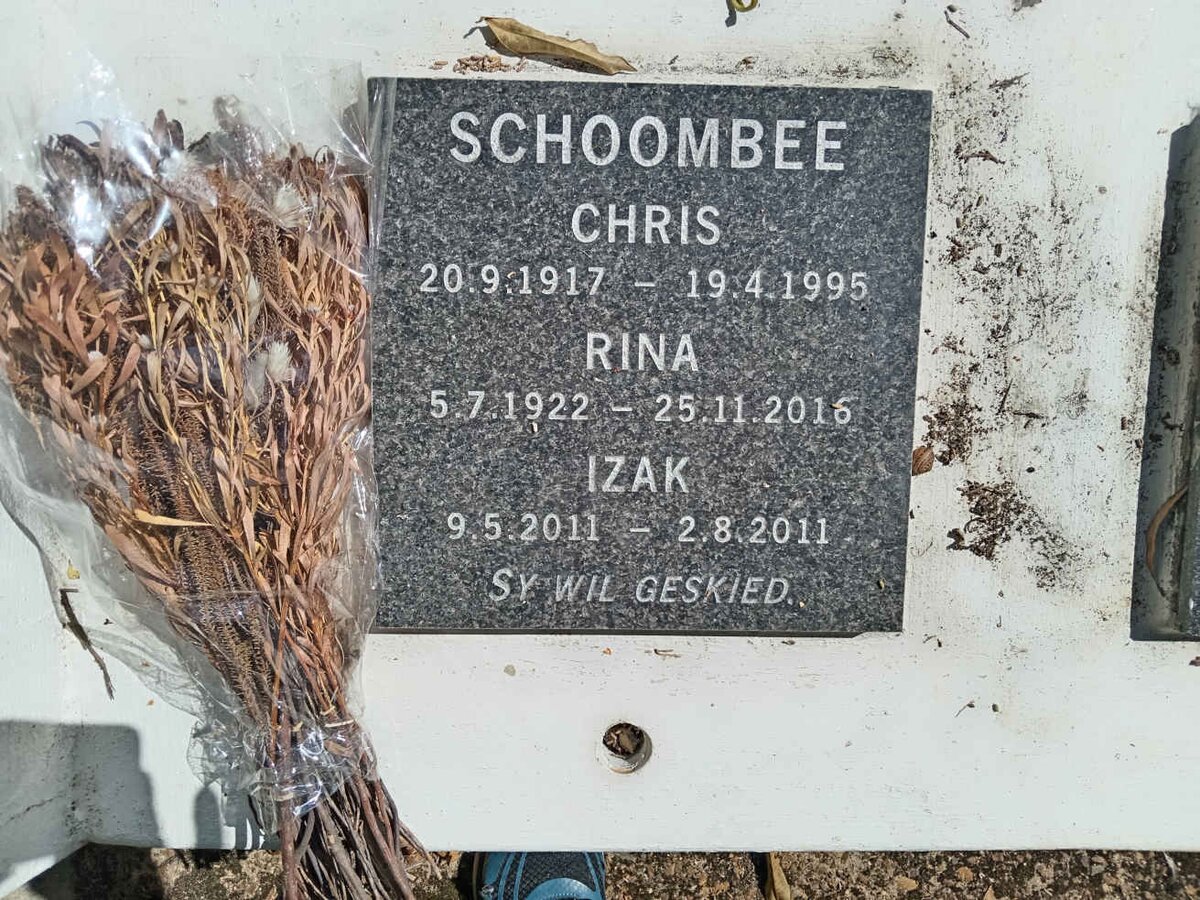 SCHOOMBEE
CHRIS
20.9.1917 – 19.4.1995
RINA
5.7.1922 – 25.11.2016
IZAK
9.5.2011 – 2.8.2011
SY WIL GESKIED.